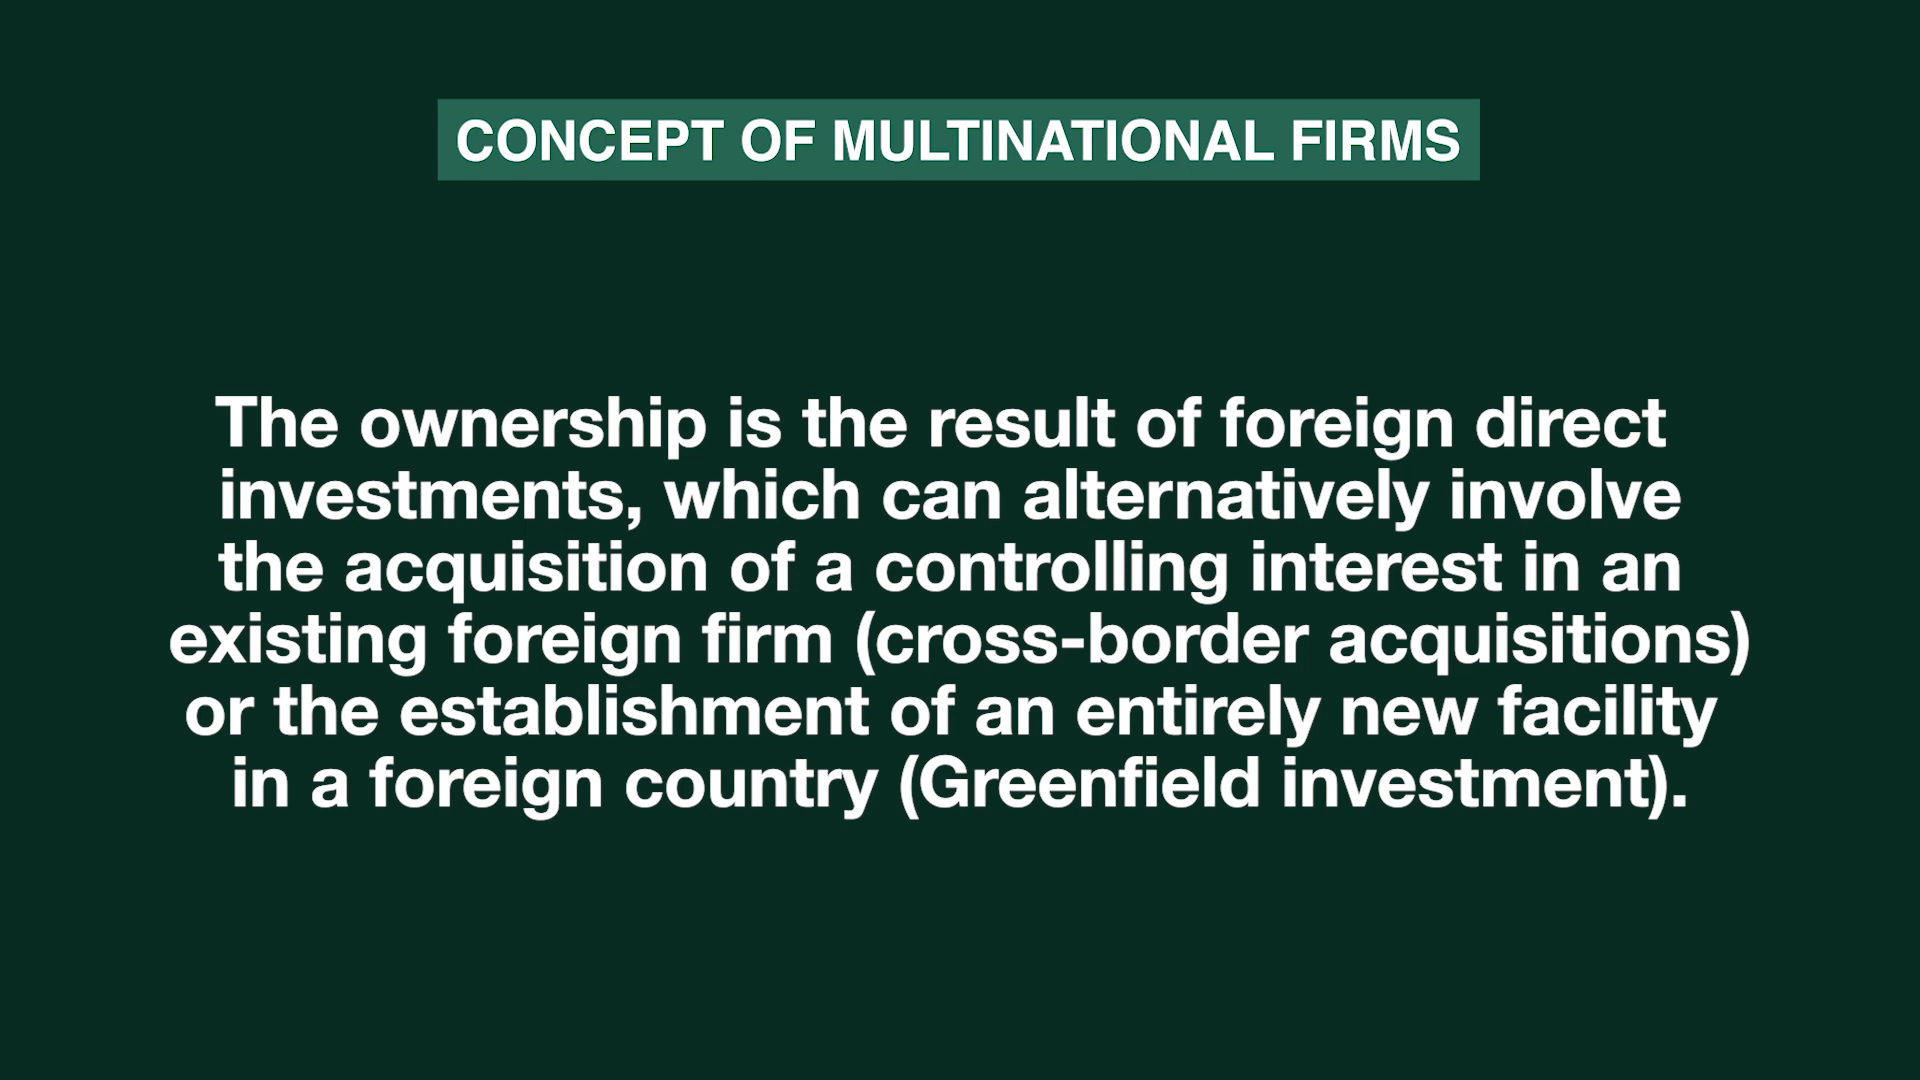 CONCEPT OF MULTINATIONAL FIRMS
The ownership is the result of foreign direct
investments, which can alternatively involve
the acquisition of a controlling interest in an
existing foreign firm (cross-border acquisitions)
or the establishment of an entirely new facility
in a foreign country (Greenfield investment).